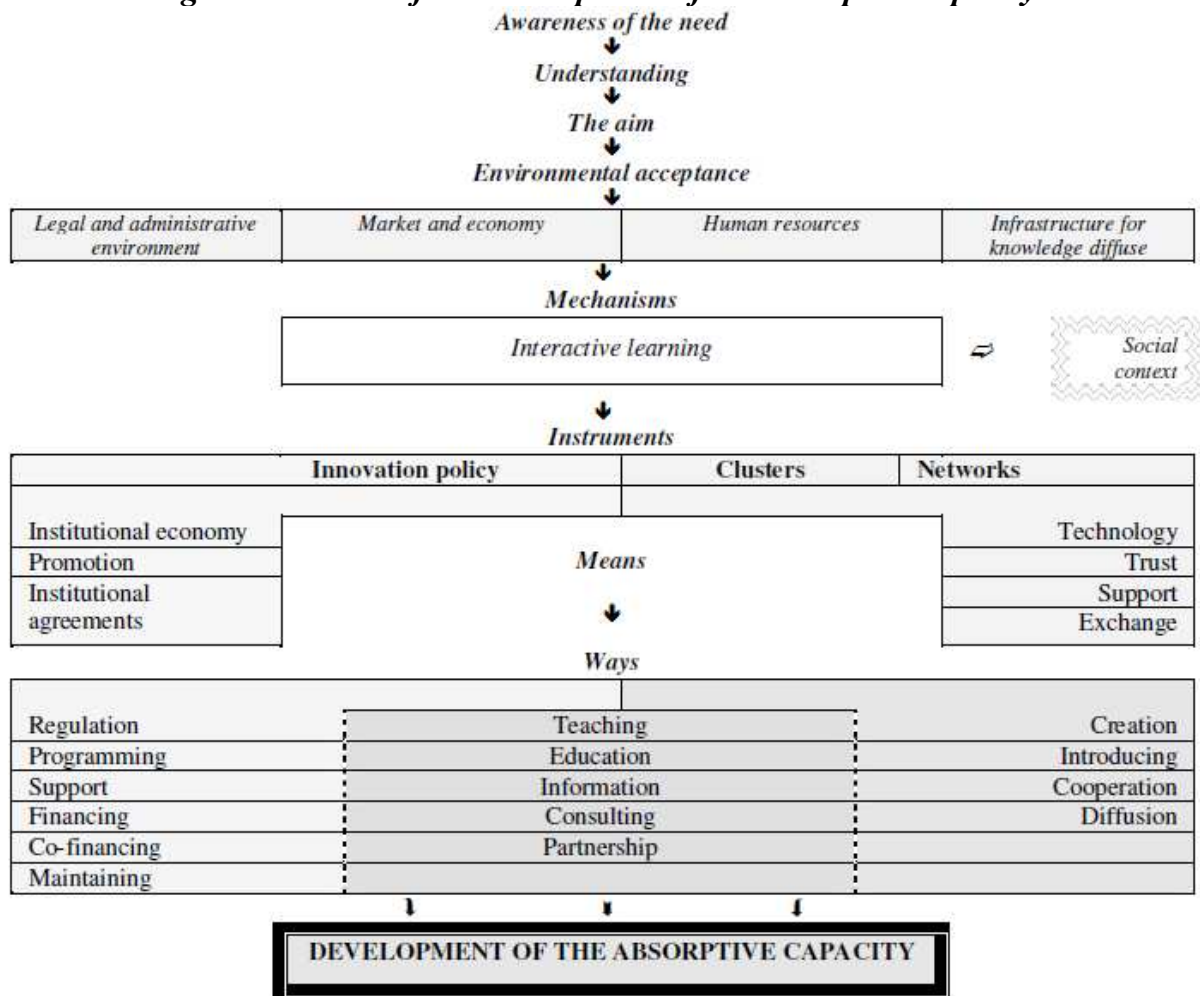 Awareness of the need
Understanding
The aim
Environmental acceptance
Legal and administrative environment
Market and economy
Human resources
Infrastructure for knowledge diffuse
Mechanisms
Interactive learning
Social context
Instruments
Innovation policy
Clusters
Networks
Institutional economy
Technology
Promotion
Means
Trust
Institutional agreements
Support
Exchange
Ways
Regulation
Teaching
Creation
Programming
Education
Introducing
Support
Information
Cooperation
Financing
Consulting
Diffusion
Co-financing
Partnership
Maintaining
DEVELOPMENT OF THE ABSORPTIVE CAPACITY